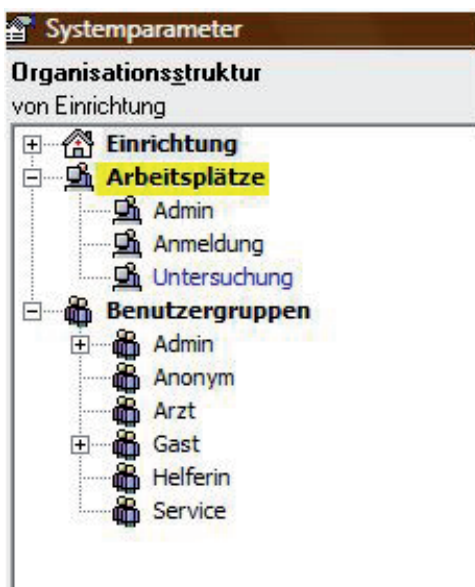 Systemparameter
Organisationsstruktur
von Einrichtung
Einrichtung
Arbeitsplätze
Admin
Anmeldung
Untersuchung
Benutzergruppen
Admin
Anonym
Arzt
Gast
Helferin
Service